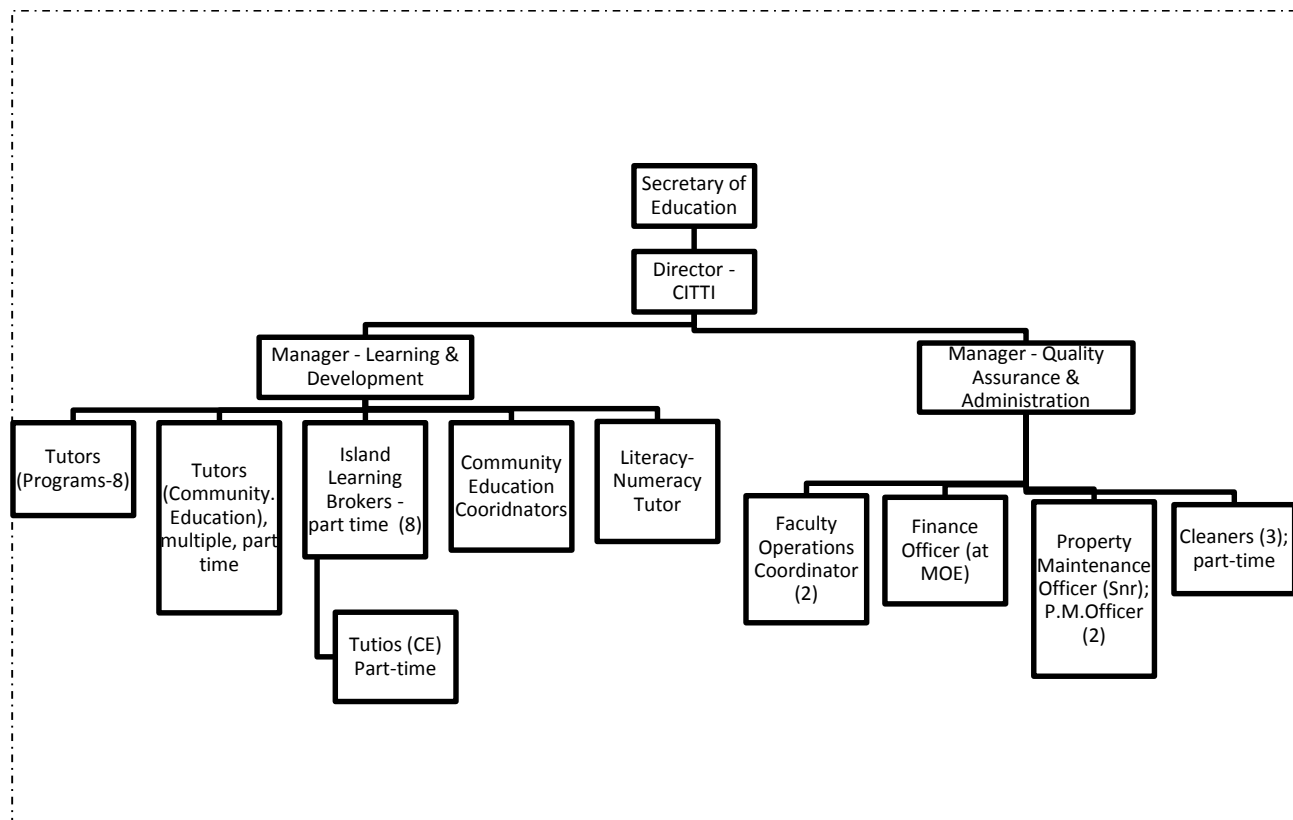 Secretary of
Education
Director -
CITTI
Manager - Learning &
Development
Manager - Quality
Assurance &
Administration
Tutors
(Programs-8)
Tutors
(Community.
Education),
multiple, part
time
Island
Learning
Brokers -
part time (8)
Community
Education
Cooridnators
Literacy-
Numeracy
Tutor
Tutios (CE)
Part-time
Faculty
Operations
Coordinator
(2)
Finance
Officer (at
MOE)
Property
Maintenance
Officer (Snr);
P.M.Officer
(2)
Cleaners (3);
part-time